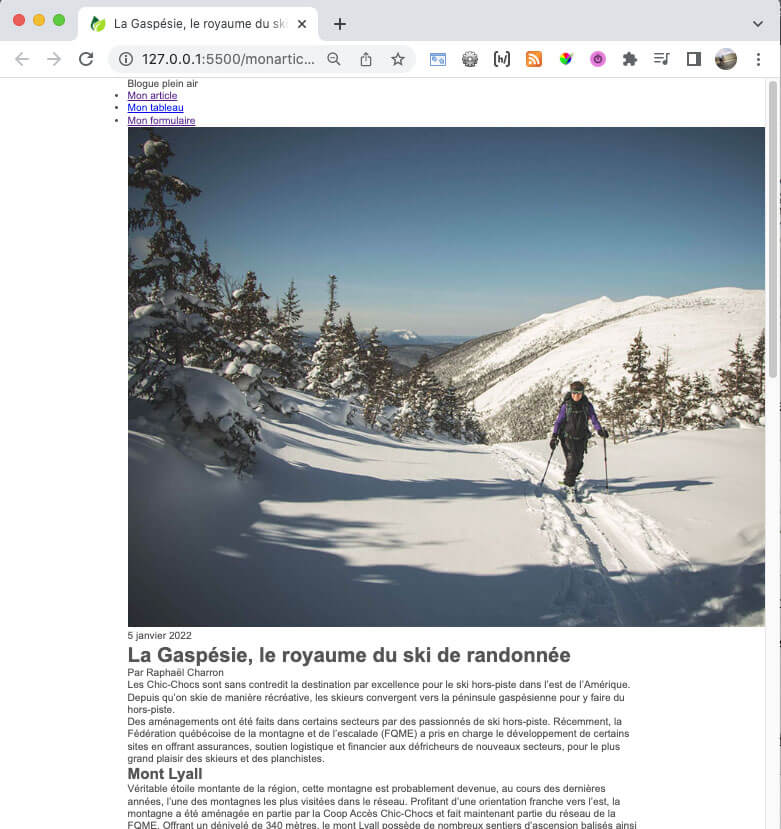 La Gaspésie, le royaume du sk
127.0.0.1:5500/monartic...
Blogue plein air
Mon article
Mon tableau
Mon formulaire
5 janvier 2022
La Gaspésie, le royaume du ski de randonnée
Par Raphaël Charron
Les Chic-Chocs sont sans contredit la destination par excellence pour le ski hors-piste dans l'est de l'Amérique.
Depuis qu'on skie de manière récréative, les skieurs convergent vers la péninsule gaspésienne pour y faire du
hors-piste.
Des aménagements ont été faits dans certains secteurs par des passionnés de ski hors-piste. Récemment, la
Fédération québécoise de la montagne et de l'escalade (FQME) a pris en charge le développement de certains
sites en offrant assurances, soutien logistique et financier aux défricheurs de nouveaux secteurs, pour le plus
grand plaisir des skieurs et des planchistes.
Mont Lyall
Véritable étoile montante de la région, cette montagne est probablement devenue, au cours des dernières
années, l'une des montagnes les plus visitées dans le réseau. Profitant d'une orientation franche vers l'est, la
montagne a été aménagée en partie par la Coop Accès Chic-Chocs et fait maintenant partie du réseau de la
FQME. Offrant un dénivelé de 340 mètres, le mont Lyall possède de nombreux sentiers d'ascension balisés ainsi